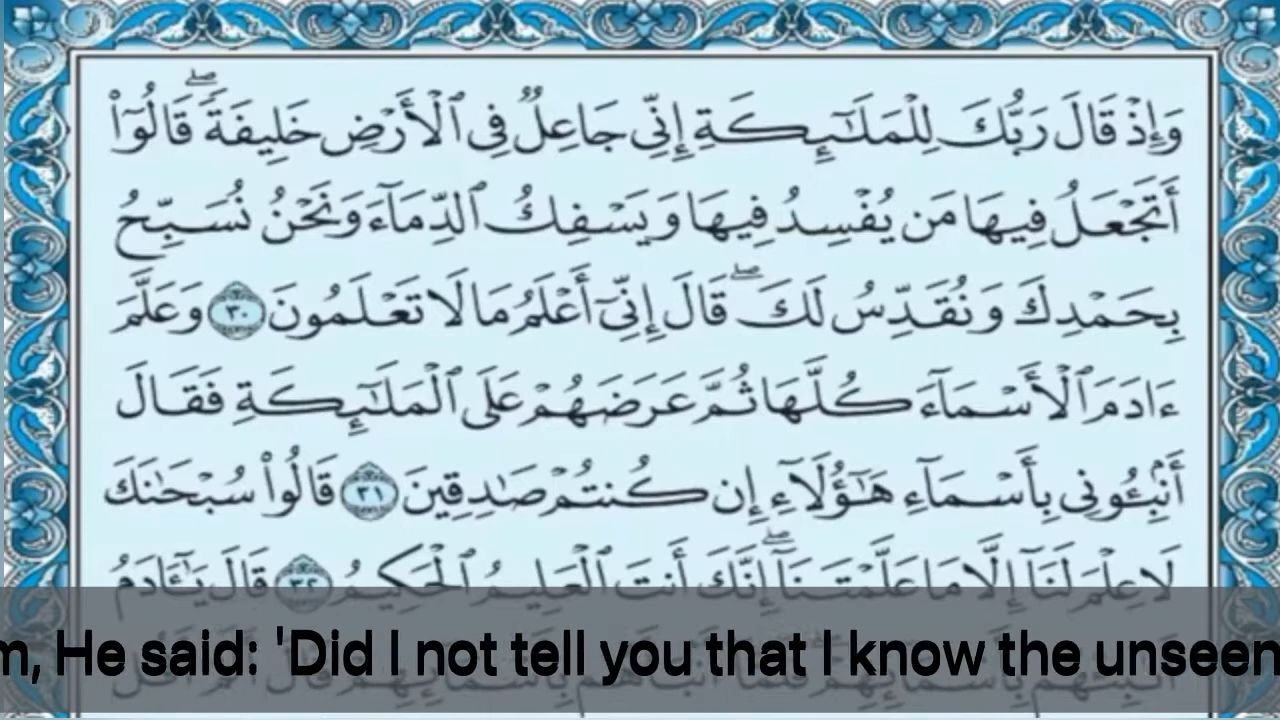 وَإِذْ قَالَ رَبُّكَ لِلْمَلَٰٓئِكَةِ إِنِّى جَاعِلٌ فِى ٱلْأَرْضِ خَلِيفَةً ۖ قَالُوٓا۟
أَتَجْعَلُ فِيهَا مَن يُفْسِدُ فِيهَا وَيَسْفِكُ ٱلدِّمَآءَ وَنَحْنُ نُسَبِّحُ
بِحَمْدِكَ وَنُقَدِّسُ لَكَ ۖ قَالَ إِنِّىٓ أَعْلَمُ مَا لَا تَعْلَمُونَ ٣٠ وَعَلَّمَ
ءَادَمَ ٱلْأَسْمَآءَ كُلَّهَا ثُمَّ عَرَضَهُمْ عَلَى ٱلْمَلَٰٓئِكَةِ فَقَالَ
أَنۢبِـُٔونِى بِأَسْمَآءِ هَٰٓؤُلَآءِ إِن كُنتُمْ صَٰدِقِينَ ٣١ قَالُوا۟ سُبْحَٰنَكَ
لَا عِلْمَ لَنَآ إِلَّا مَا عَلَّمْتَنَآ ۖ إِنَّكَ أَنتَ ٱلْعَلِيمُ ٱلْحَكِيمُ ٣٢ قَالَ يَٰٓـَٔادَمُ
m, He said: 'Did I not tell you that I know the unseen